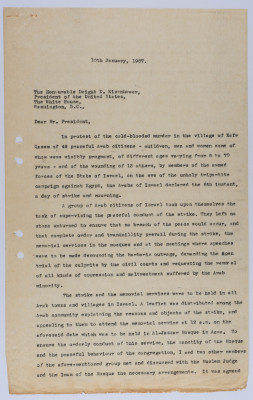 12th January, 1957.
The Honourable Dwight D. Eisenhower,
President of the United States,
The White House,
Washington, D.C.,
Dear Mr. President,
In protest of the cold-blooded murder in the village of Kafr
Qasem of 48 peaceful Arab citizens - children, men and women some of
whom were visibly pregnant, of different ages varying from 8 to 70
years - and of the wounding of 12 others, by members of the armed
forces of the State of Israel, on the eve of the unholy tripartite
campaign against Egypt, the Arabs of Israel declared the 6th instant,
a day of strike and mourning.
A group of Arab citizens of Israel took upon themselves the
task of supervising the peaceful conduct of the strike. They left no
stone unturned to ensure that no breach of the peace would occur, and
that complete order and tranquility prevail during the strike, the
memorial services in the mosques and at the meetings where speeches
were to be made denouncing the barbaric outrage, demanding the open
trial of the culprits by the civil courts and requesting the removal
of all kinds of oppression and maltreatment suffered by the Arab
minority.
The strike and the memorial services were to be held in all
Arab towns and villages in Israel. A leaflet was distributed among the
Arab community explaining the reasons and objects of the strike, and
appealing to them to attend the memorial service at 10 a.m. on the
aforesaid date which was to be held in Al-Jazzar Mosque in Acre. To
ensure the orderly conduct of this service, the sanctity of the Mosque
and the peaceful behaviour of the congregation, I and two other members
of the afore-mentioned group met and discussed with the Moslem Judge
and the Imam of the Mosque the necessary arrangements. It was agreed